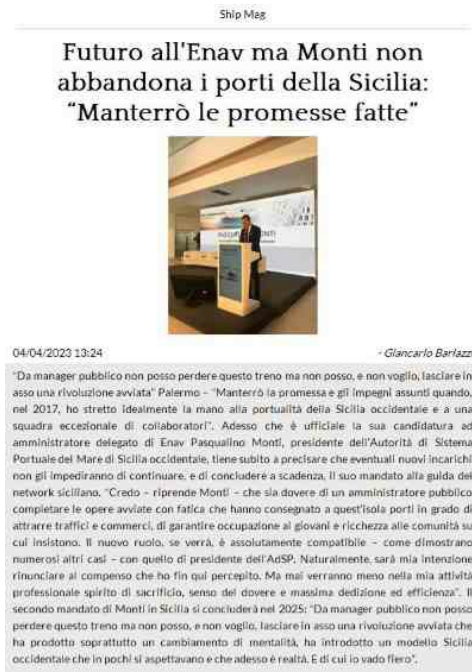 Ship Mag
Futuro all'Enav ma Monti non
abbandona i porti della Sicilia:
“Manterrò le promesse fatte”
04/04/2023 13:24
- Giancarlo Barlazzi
"Da manager pubblico non posso perdere questo treno ma non posso, e non voglio, lasciare in
asso una rivoluzione avviata" Palermo – "Manterrò la promessa e gli impegni assunti quando,
nel 2017, ho stretto idealmente la mano alla portualità della Sicilia occidentale e a una
squadra eccezionale di collaboratori". Adesso che è ufficiale la sua candidatura ad
amministratore delegato di Enav Pasqualino Monti, presidente dell'Autorità di Sistema
Portuale del Mare di Sicilia occidentale, tiene subito a precisare che eventuali nuovi incarichi
non gli impediranno di continuare, e di concludere a scadenza, il suo mandato alla guida del
network siciliano. "Credo – riprende Monti – che sia dovere di un amministratore pubblico
completare le opere avviate con fatica che hanno consegnato a quest'isola porti in grado di
attrarre traffici e commerci, di garantire occupazione ai giovani e ricchezza alle comunità su
cui insistono. Il nuovo ruolo, se verrà, è assolutamente compatibile – come dimostrano
numerosi altri casi – con quello di presidente dell'AdSP. Naturalmente, sarà mia intenzione
rinunciare al compenso che ho fin qui percepito. Ma mai verranno meno nella mia attività
professionale spirito di sacrificio, senso del dovere e massima dedizione ed efficienza". Il
secondo mandato di Monti in Sicilia si concluderà nel 2025: "Da manager pubblico non posso
perdere questo treno ma non posso, e non voglio, lasciare in asso una rivoluzione avviata che
ha prodotto soprattutto un cambiamento di mentalità, ha introdotto un modello Sicilia
occidentale che in pochi si aspettavano e che adesso è realtà. E di cui io vado fiero".